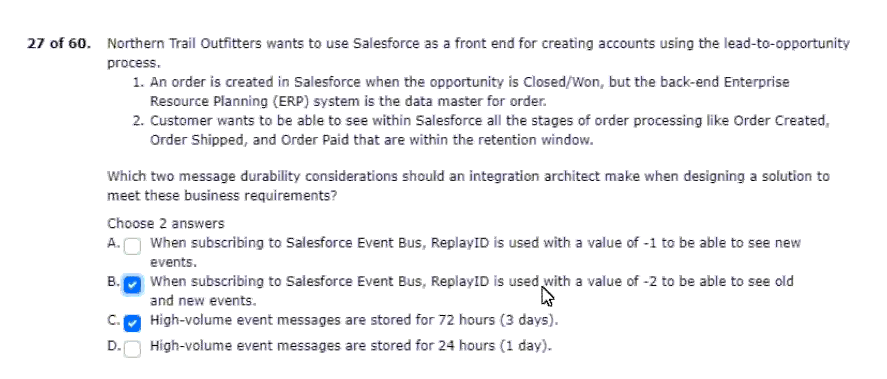 27 of 60. Northern Trail Outfitters wants to use Salesforce as a front end for creating accounts using the lead-to-opportunity
process.
1. An order is created in Salesforce when the opportunity is Closed/Won, but the back-end Enterprise
Resource Planning (ERP) system is the data master for order.
2. Customer wants to be able to see within Salesforce all the stages of order processing like Order Created,
Order Shipped, and Order Paid that are within the retention window.
Which two message durability considerations should an integration architect make when designing a solution to
meet these business requirements?
Choose 2 answers
A. When subscribing to Salesforce Event Bus, ReplayID is used with a value of -1 to be able to see new
events.
B. When subscribing to Salesforce Event Bus, ReplayID is used with a value of -2 to be able to see old
and new events.
C. High-volume event messages are stored for 72 hours (3 days).
D. High-volume event messages are stored for 24 hours (1 day).